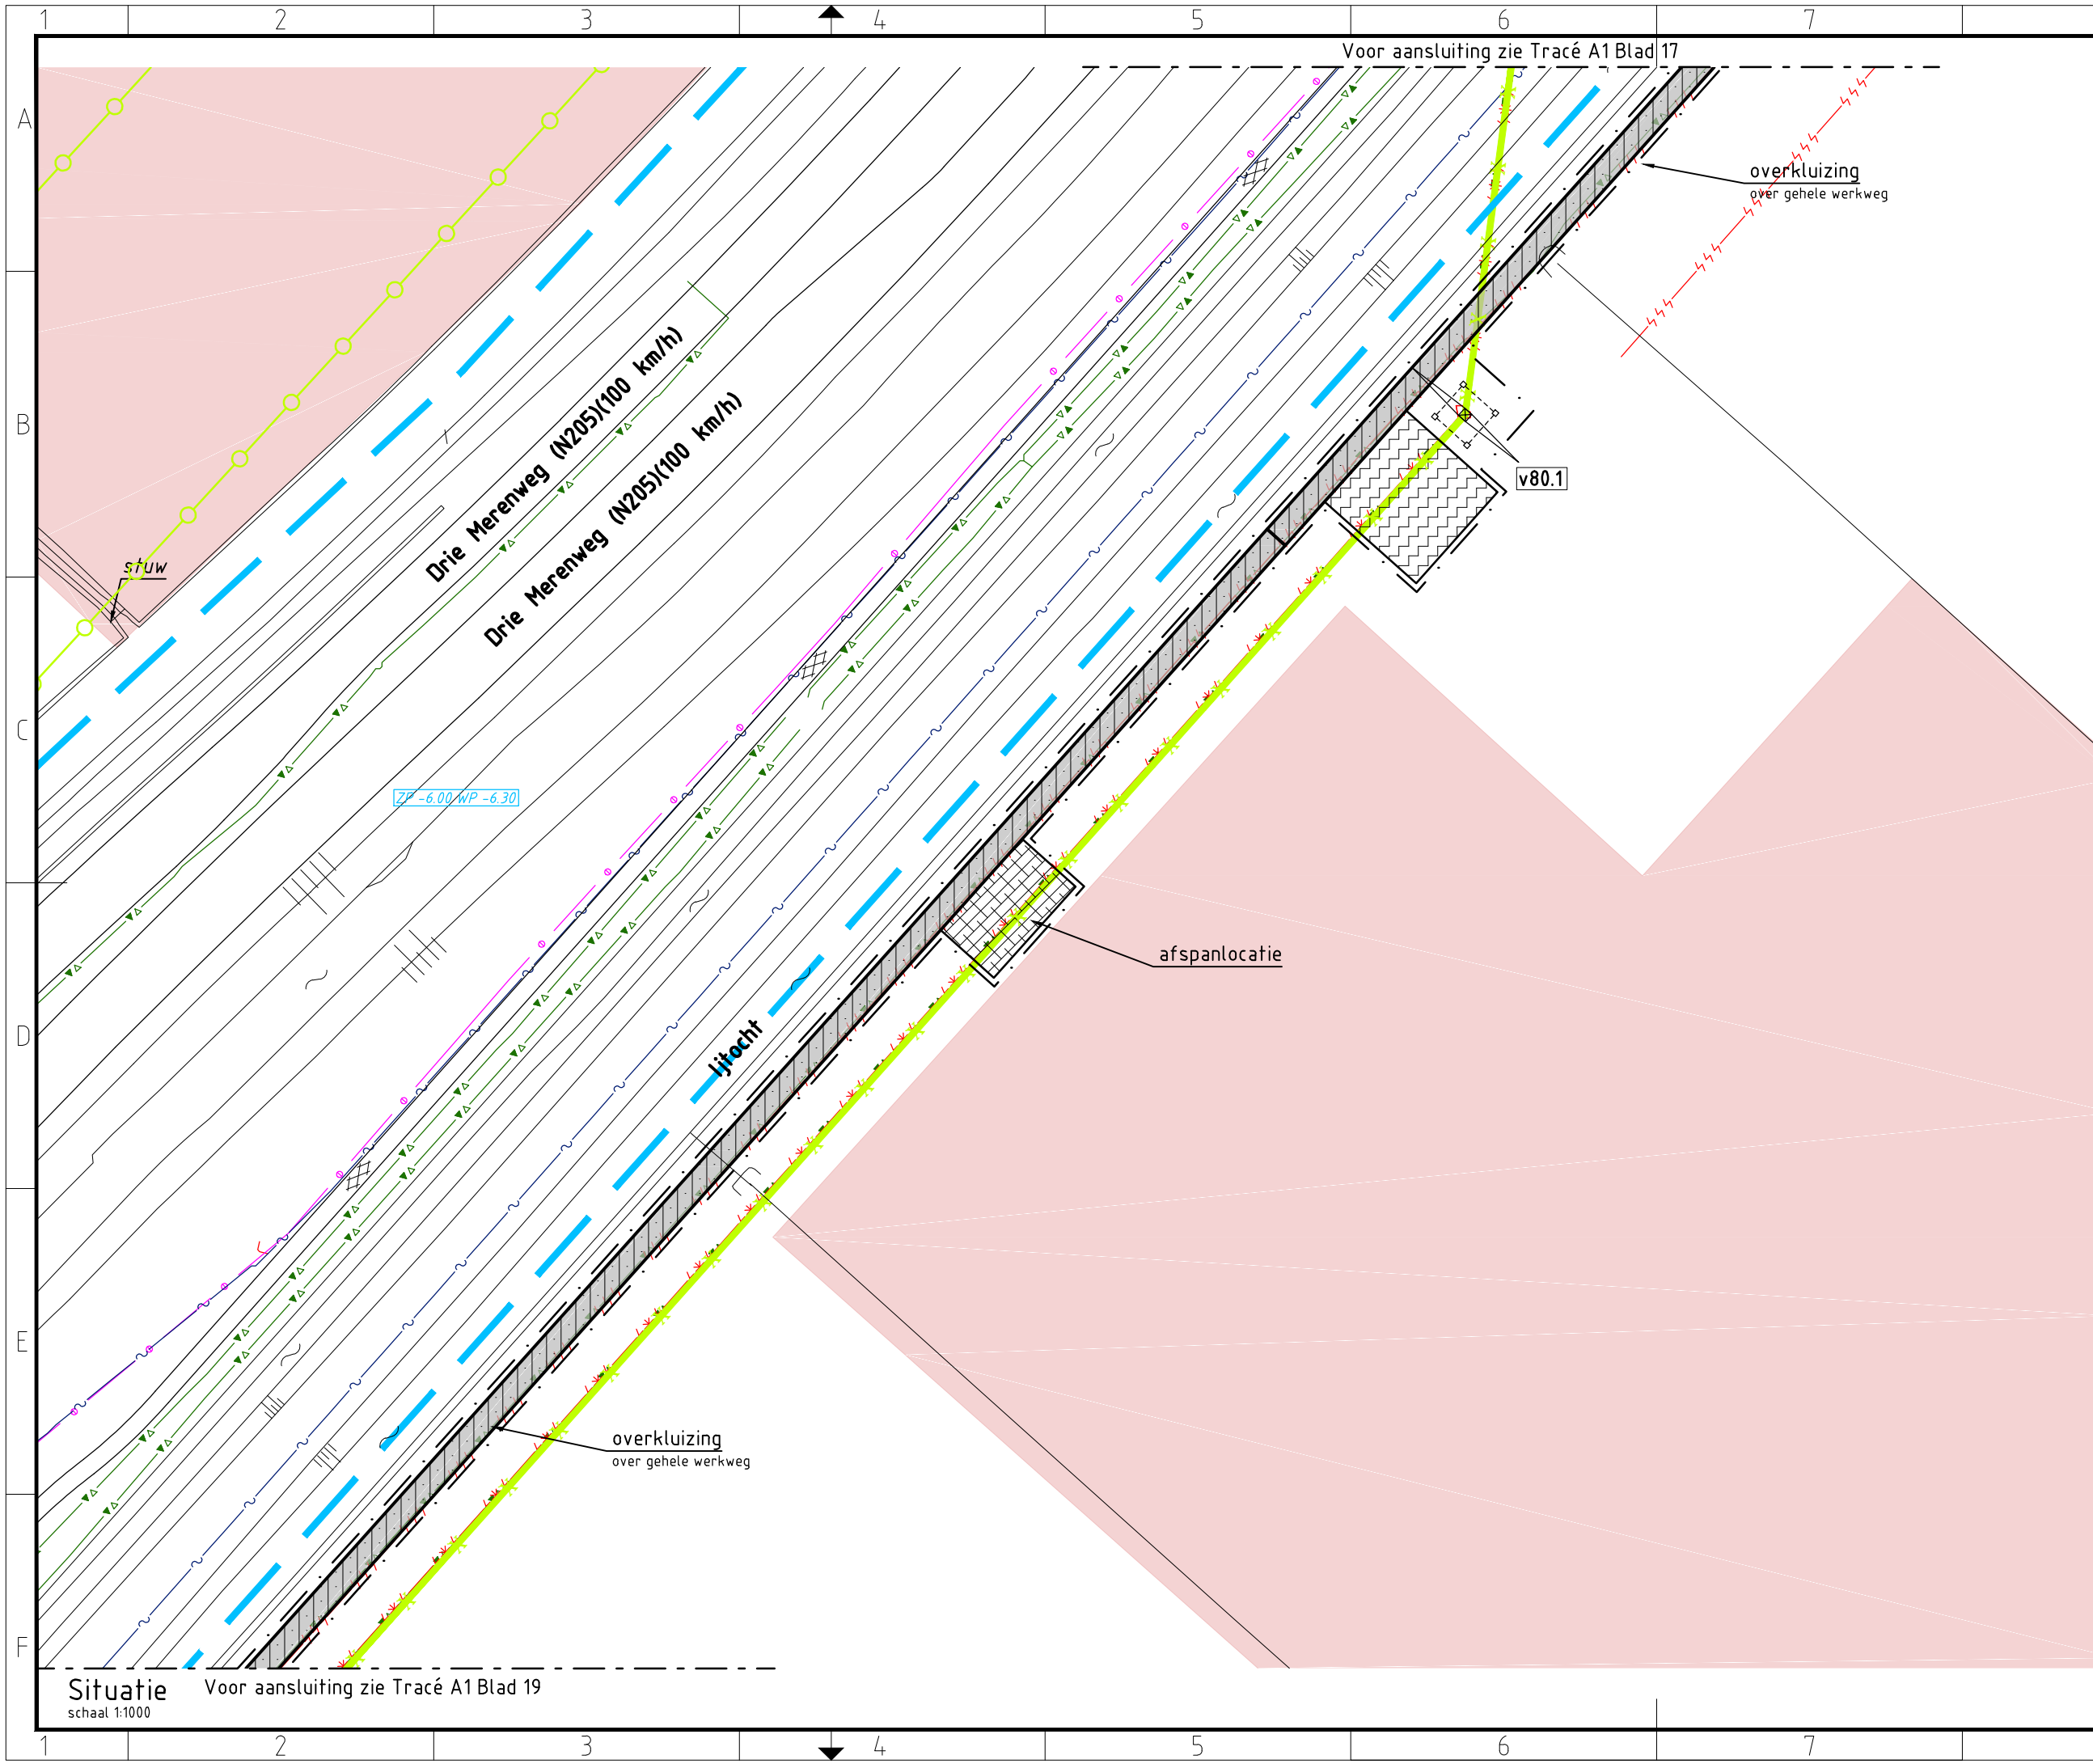 1 2 3 4 5 6 7
Voor aansluiting zie Tracé A1 Blad 17
A
overkluizing
over gehele werkweg
B
Drie Merenweg (N205)(100 km/h)
Drie Merenweg (N205)(100 km/h)
v80.1
stuw
C
ZP -6.00 WP -6.30
afspanlocatie
D
Ijtocht
E
overkluizing
over gehele werkweg
F
Situatie
schaal 1:1000
Voor aansluiting zie Tracé A1 Blad 19
1 2 3 4 5 6 7